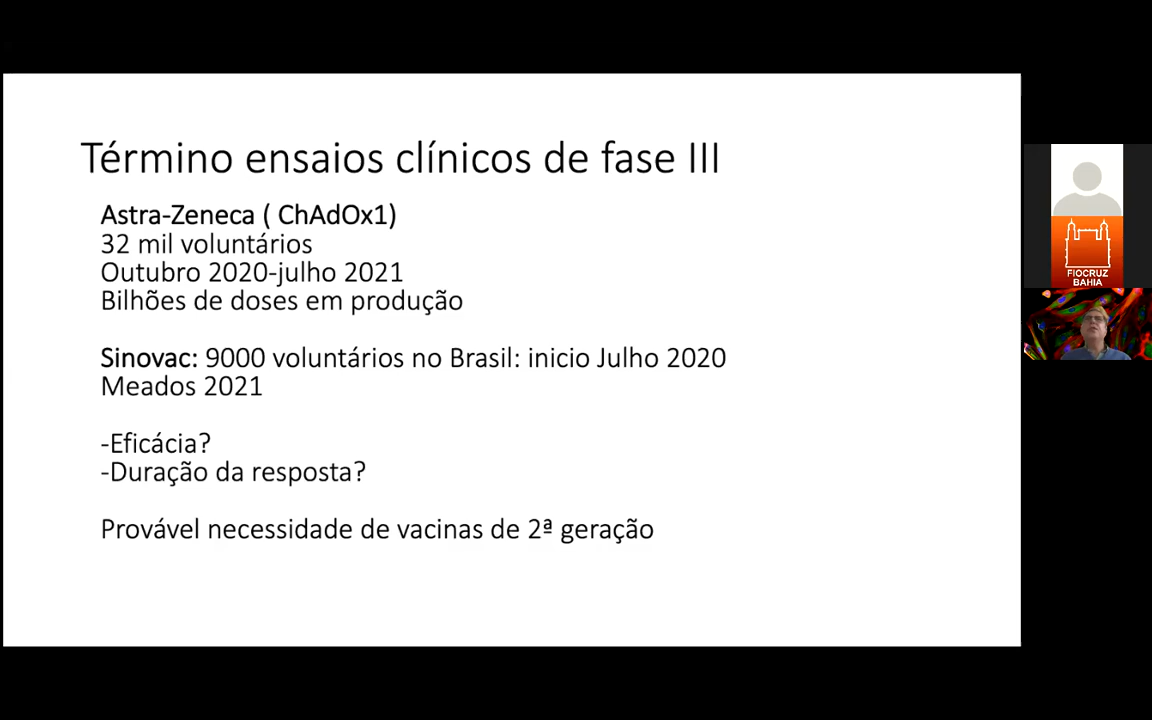 Término ensaios clínicos de fase III
Astra-Zeneca ( ChAdOx1)
32 mil voluntários
Outubro 2020-julho 2021
Bilhões de doses em produção
Sinovac: 9000 voluntários no Brasil: inicio Julho 2020
Meados 2021
-Eficácia?
-Duração da resposta?
Provável necessidade de vacinas de 2ª geração
FIOCRUZ
BAHIA